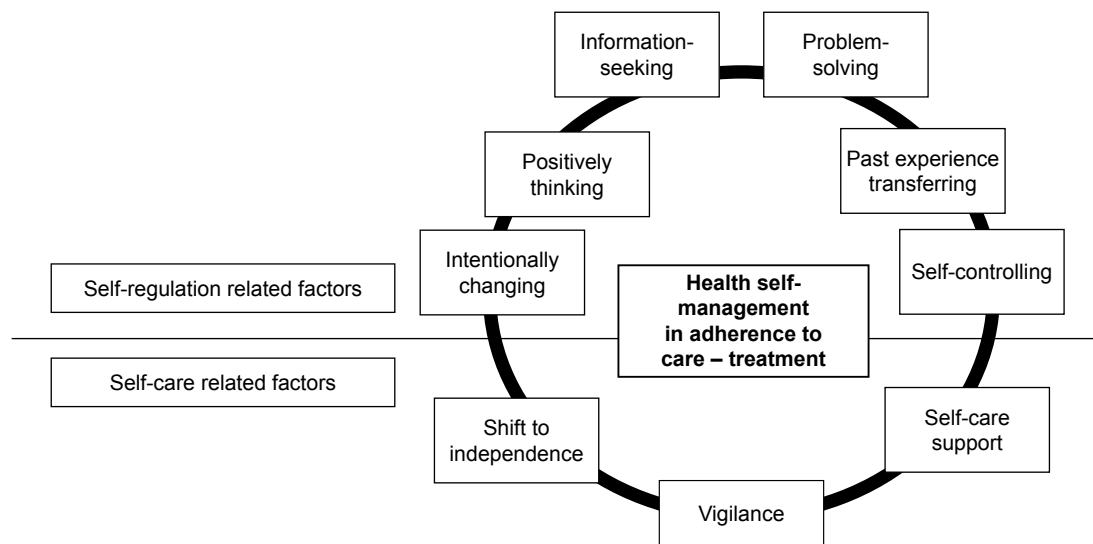 Information-
seeking
Problem-
solving
Positively
thinking
Past experience
transferring
Intentionally
changing
Self-controlling
Self-regulation related factors
Health self-
management
in adherence to
care – treatment
Self-care related factors
Shift to
independence
Self-care
support
Vigilance